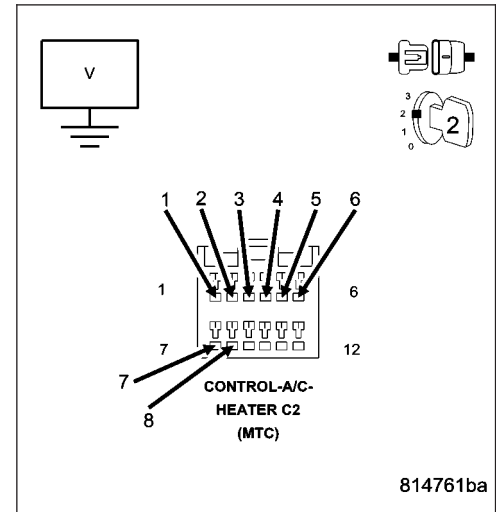 V
3
2
1
0
2
1 2 3 4 5 6
1 6
7 12
7
8
CONTROL-A/C-
HEATER C2
(MTC)
814761ba